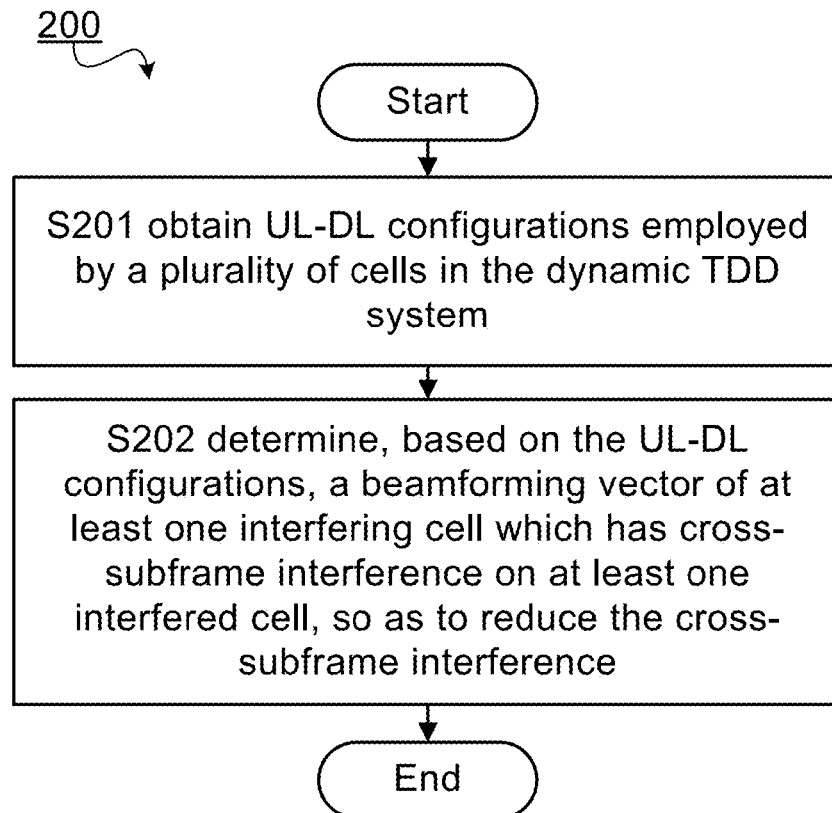 200
Start
S201 obtain UL-DL configurations employed
by a plurality of cells in the dynamic TDD
system
S202 determine, based on the UL-DL
configurations, a beamforming vector of at
least one interfering cell which has cross-
subframe interference on at least one
interfered cell, so as to reduce the cross-
subframe interference
End